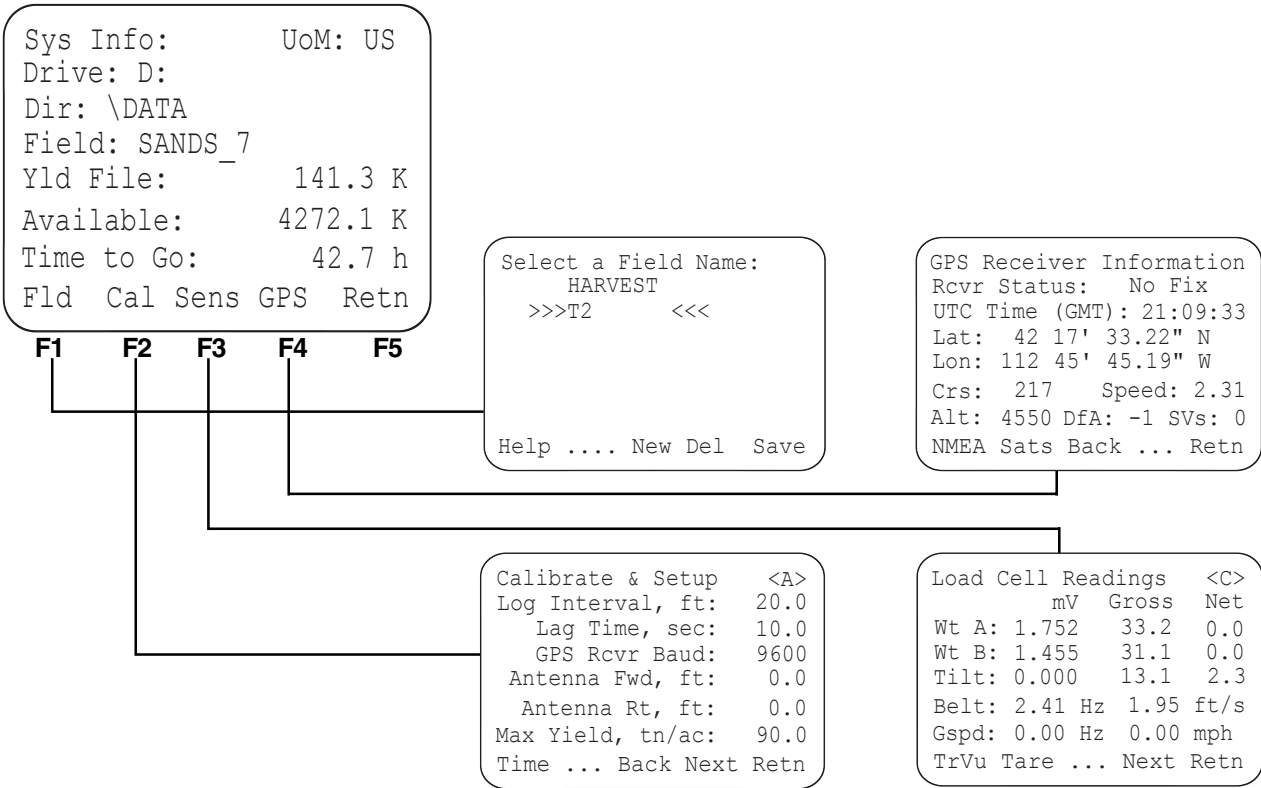 Sys Info: UoM: US
Drive: D:
Dir: \DATA
Field: SANDS_7
Yld File: 141.3 K
Available: 4272.1 K
Time to Go: 42.7 h
Fld Cal Sens GPS Retn
F1 F2 F3 F4 F5
Select a Field Name:
HARVEST
>>>T2 <<<
Help .... New Del Save
GPS Receiver Information
Rcvr Status: No Fix
UTC Time (GMT): 21:09:33
Lat: 42 17' 33.22" N
Lon: 112 45' 45.19" W
Crs: 217 Speed: 2.31
Alt: 4550 DfA: -1 SVs: 0
NMEA Sats Back ... Retn
Calibrate & Setup <A>
Log Interval, ft: 20.0
Lag Time, sec: 10.0
GPS Rcvr Baud: 9600
Antenna Fwd, ft: 0.0
Antenna Rt, ft: 0.0
Max Yield, tn/ac: 90.0
Time ... Back Next Retn
Load Cell Readings <C>
mV Gross Net
Wt A: 1.752 33.2 0.0
Wt B: 1.455 31.1 0.0
Tilt: 0.000 13.1 2.3
Belt: 2.41 Hz 1.95 ft/s
Gspd: 0.00 Hz 0.00 mph
TrVu Tare ... Next Retn